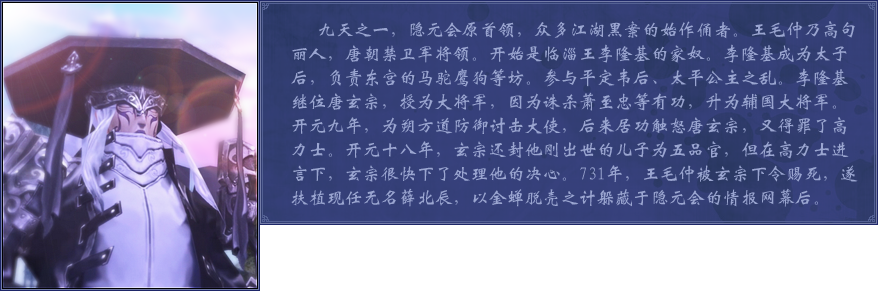 九天之一，隐元会原首领，众多江湖黑案的始作俑者。王毛仲乃高句
丽人，唐朝禁卫军将领。开始是临淄王李隆基的家奴。李隆基成为太子
后，负责东宫的马驼鹰狗等坊。参与平定韦后、太平公主之乱。李隆基
继位唐玄宗，授为大将军，因为诛杀萧至忠等有功，升为辅国大将军。
开元九年，为朔方道防御讨击大使，后来居功触怒唐玄宗，又得罪了高
力士。开元十八年，玄宗还封他刚出世的儿子为五品官，但在高力士进
言下，玄宗很快下了处理他的决心。731年，王毛仲被玄宗下令赐死，遂
扶植现任无名薛北辰，以金蝉脱壳之计躲藏于隐元会的情报网幕后。